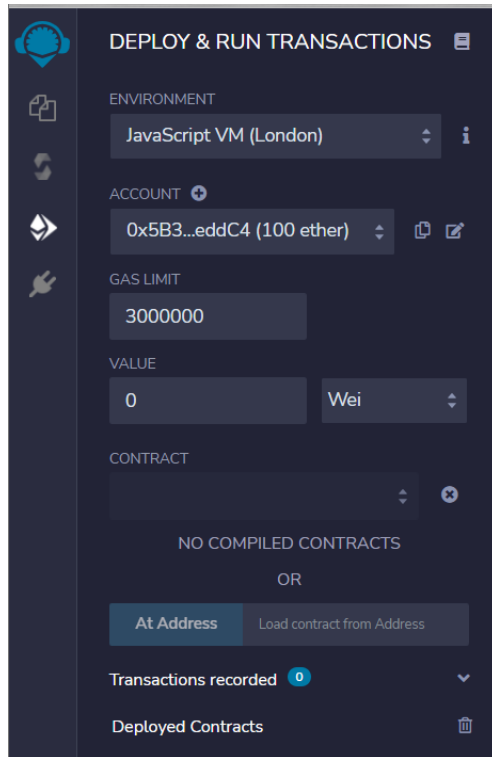 DEPLOY & RUN TRANSACTIONS
ENVIRONMENT
JavaScript VM (London)
ACCOUNT
0x5B3...eddC4 (100 ether)
GAS LIMIT
3000000
VALUE
0 Wei
CONTRACT
NO COMPILED CONTRACTS
OR
At Address Load contract from Address
Transactions recorded 0
Deployed Contracts